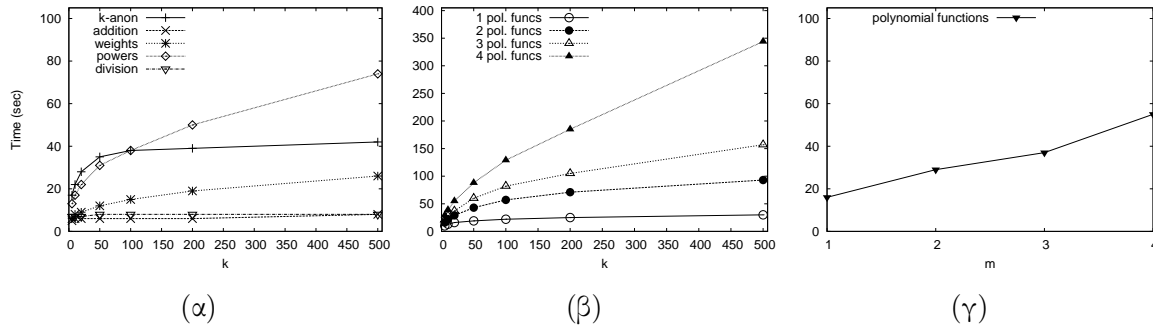 Time (sec)
100
80
60
40
20
0
k-anon
addition
weights
powers
division
0 50 100 150 200 250 300 350 400 450 500
k
(α)
400
350
300
250
200
150
100
50
0
1 pol. funcs
2 pol. funcs
3 pol. funcs
4 pol. funcs
0 50 100 150 200 250 300 350 400 450 500
k
(β)
100
80
60
40
20
0
polynomial functions
1 2 3 4
m
(γ)